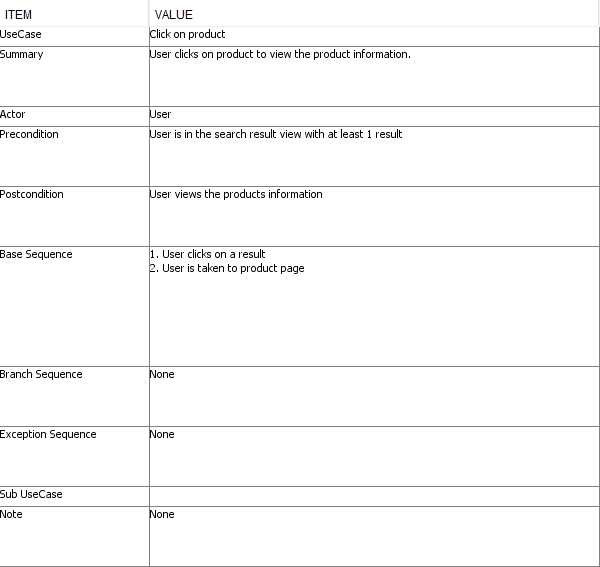 ITEM VALUE
UseCase Click on product
Summary User clicks on product to view the product information.
Actor User
Precondition User is in the search result view with at least 1 result
Postcondition User views the products information
Base Sequence 1. User clicks on a result
2. User is taken to product page
Branch Sequence None
Exception Sequence None
Sub UseCase
Note None